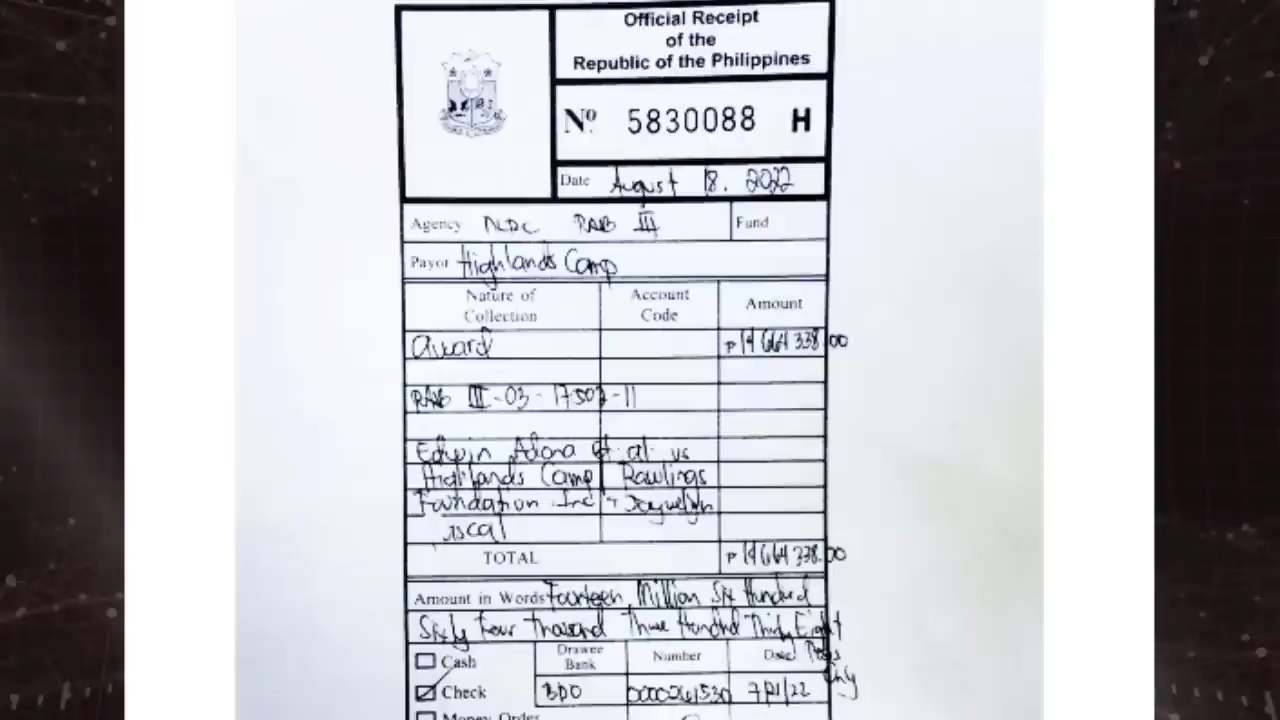 Official Receipt
of the
Republic of the Philippines
Nº 5830088 H
Date August 18, 2022
Agency NLRC RAB III Fund
Payor Highlands Camp
Nature of Collection Account Code Amount
Award ₱14 664 338.00
RAB III-03-17507-11
Edwin Adona et al vs
Highlands Camp Rawlings
Foundation Inc +
TOTAL ₱14 664 338.00
Amount in Words Fourteen Million Six Hundred
Sixty Four Thousand Three Hundred Thirty Eight
Pesos
Only
Cash Drawee Bank Number Date
Check BDO 7/21/22
Money Order